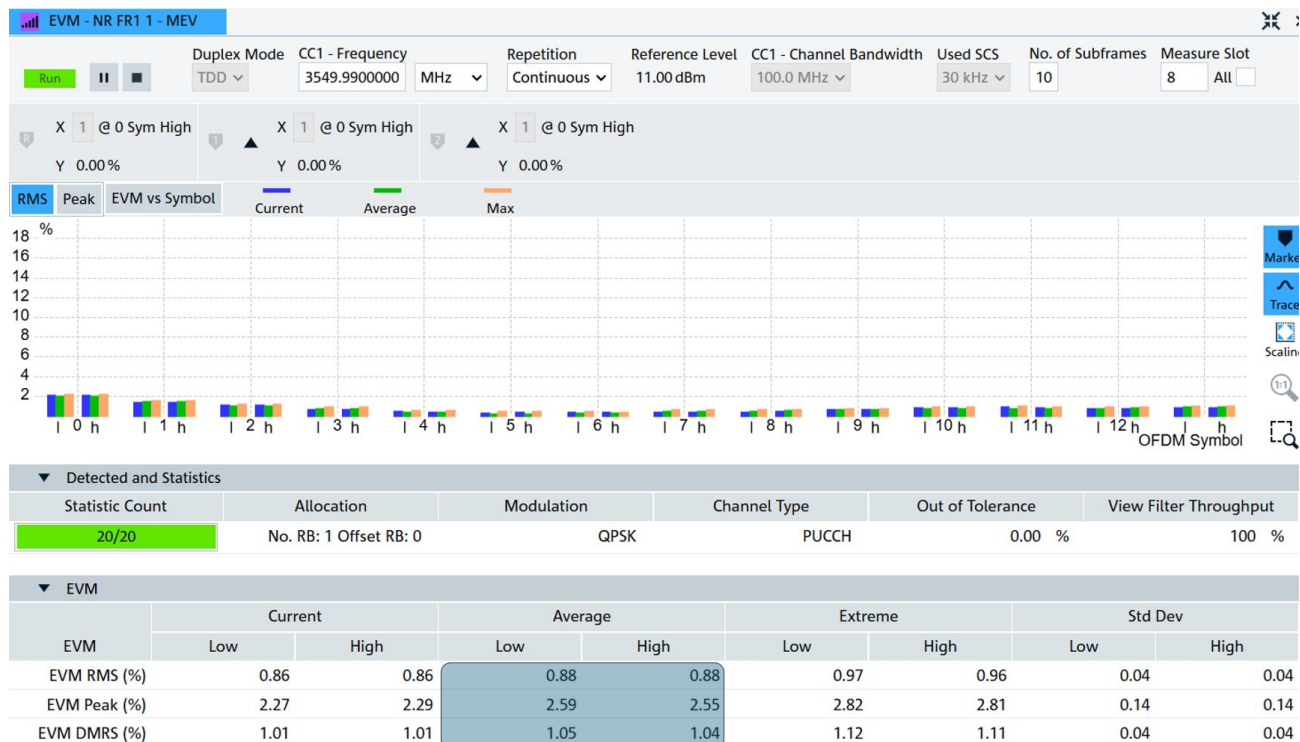 EVM - NR FR1 1 - MEV
Duplex Mode CC1 - Frequency Repetition Reference Level CC1 - Channel Bandwidth Used SCS No. of Subframes Measure Slot
Run TDD 3549.9900000 MHz Continuous 11.00 dBm 100.0 MHz 30 kHz 10 8 All
R X 1 @ 0 Sym High 1 X 1 @ 0 Sym High 2 X 1 @ 0 Sym High
Y 0.00 % Y 0.00 % Y 0.00 %
RMS Peak EVM vs Symbol Current Average Max
%
18
16
14
12
10
8
6
4
2
Marke
Trace
Scaling
1:1
l 0 h l 1 h l 2 h l 3 h l 4 h l 5 h l 6 h l 7 h l 8 h l 9 h l 10 h l 11 h l 12 h l h
OFDM Symbol
Detected and Statistics
Statistic Count Allocation Modulation Channel Type Out of Tolerance View Filter Throughput
20/20 No. RB: 1 Offset RB: 0 QPSK PUCCH 0.00 % 100 %
EVM
Current Average Extreme Std Dev
EVM Low High Low High Low High Low High
EVM RMS (%) 0.86 0.86 0.88 0.88 0.97 0.96 0.04 0.04
EVM Peak (%) 2.27 2.29 2.59 2.55 2.82 2.81 0.14 0.14
EVM DMRS (%) 1.01 1.01 1.05 1.04 1.12 1.11 0.04 0.04